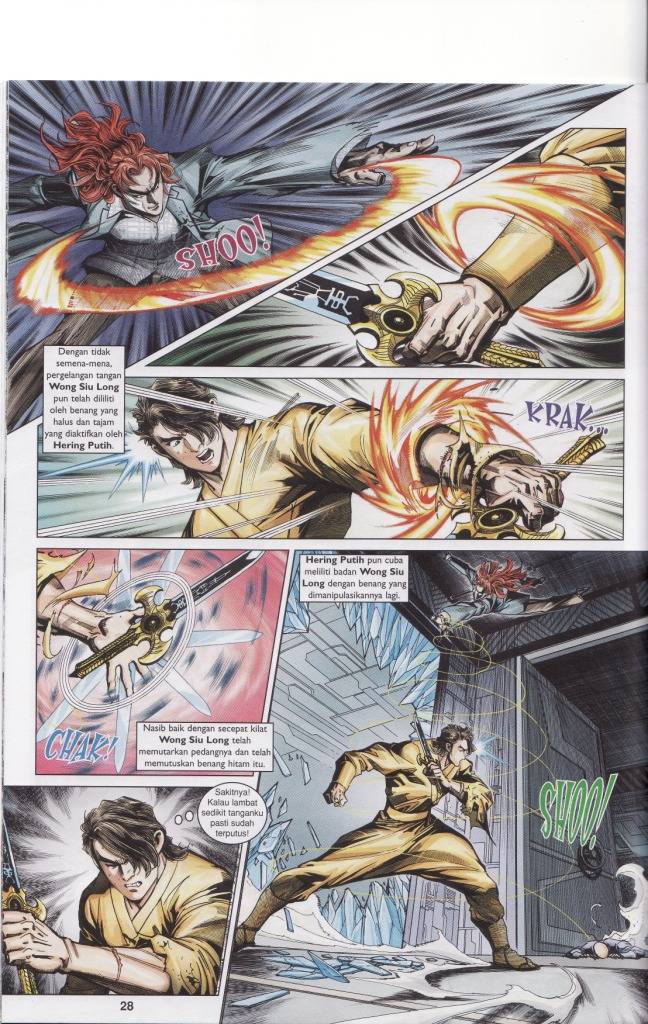 SHOO!
Dengan tidak
semena-mena,
pergelangan tangan
Wong Siu Long
pun telah dililiti
oleh benang yang
halus dan tajam
yang diaktifkan oleh
Hering Putih.
KRAK...
CHAK!
Nasib baik dengan secepat kilat
Wong Siu Long telah
memutarkan pedangnya dan telah
memutuskan benang hitam itu.
Hering Putih pun cuba
meliliti badan Wong Siu
Long dengan benang yang
dimanipulasikannya lagi.
SHOO!
Sakitnya!
Kalau lambat
sedikit tanganku
pasti sudah
terputus!
28